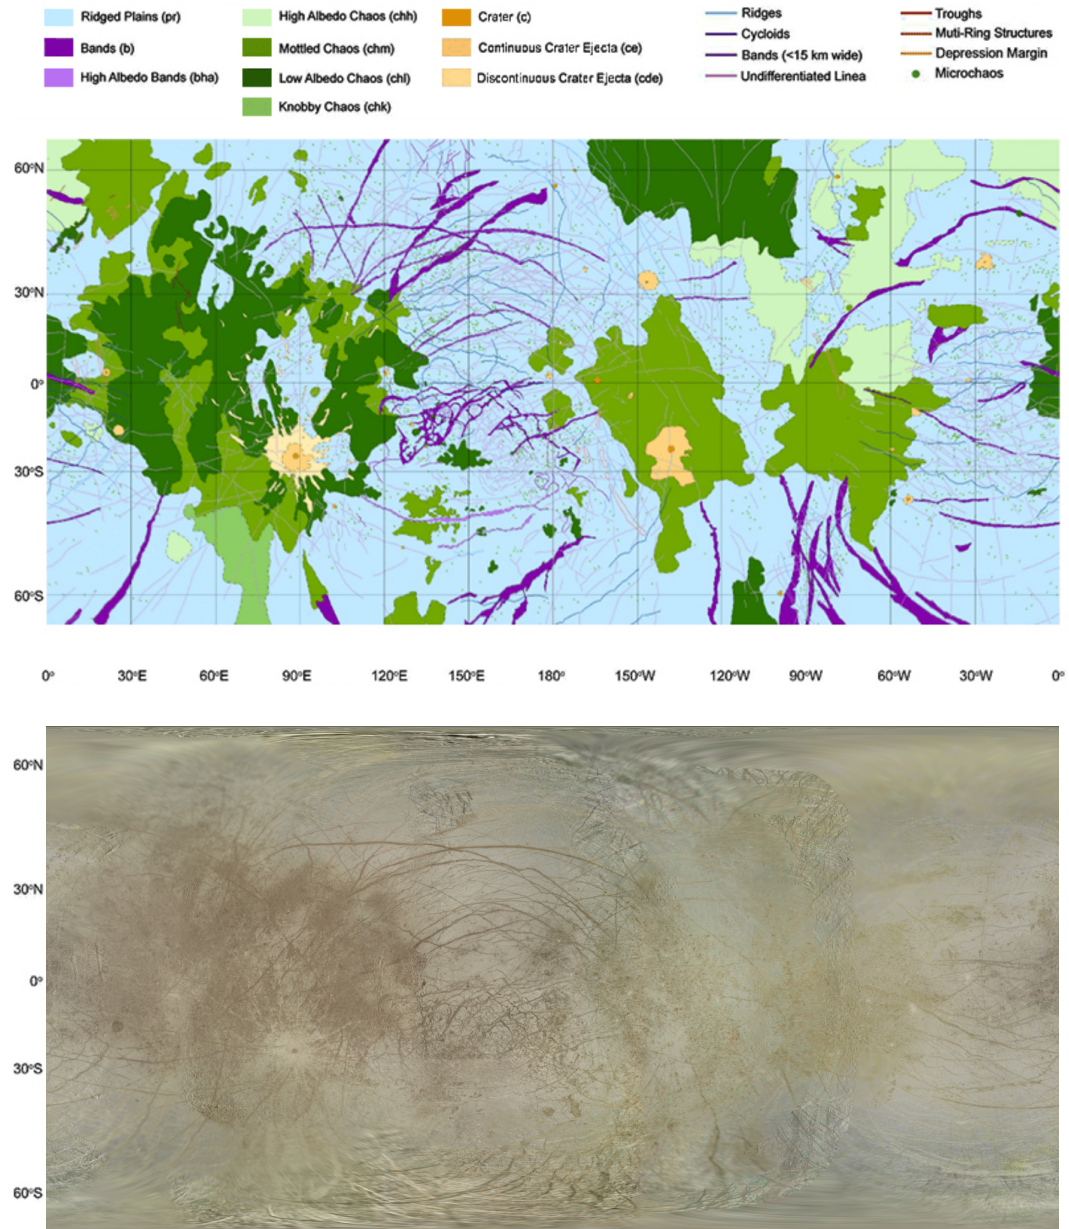 Ridged Plains (pr)
Bands (b)
High Albedo Bands (bha)
High Albedo Chaos (chh)
Mottled Chaos (chm)
Low Albedo Chaos (chl)
Knobby Chaos (chk)
Crater (c)
Continuous Crater Ejecta (ce)
Discontinuous Crater Ejecta (cde)
Ridges
Cycloids
Bands (<15 km wide)
Undifferentiated Linea
Troughs
Muti-Ring Structures
Depression Margin
Microchaos
60°N
30°N
0°
30°S
60°S
0° 30°E 60°E 90°E 120°E 150°E 180° 150°W 120°W 90°W 60°W 30°W 0°
60°N
30°N
0°
30°S
60°S